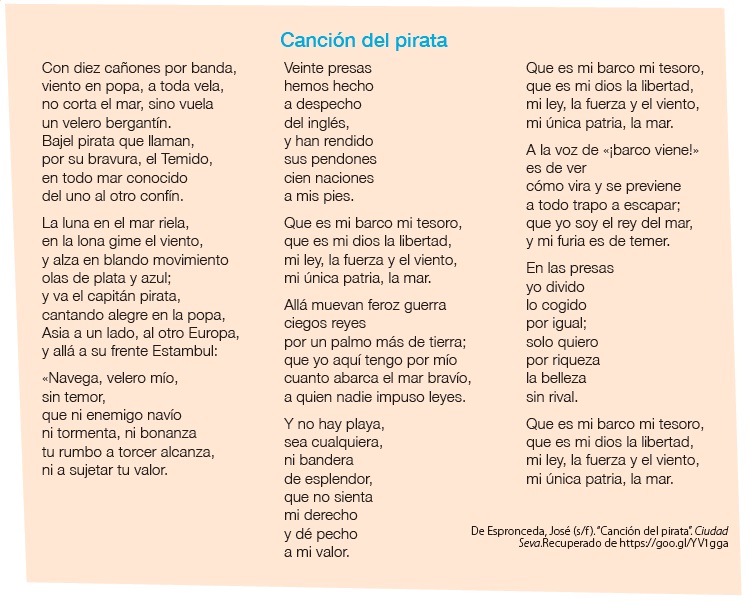 Canción del pirata
Con diez cañones por banda,
viento en popa, a toda vela,
no corta el mar, sino vuela
un velero bergantín.
Bajel pirata que llaman,
por su bravura, el Temido,
en todo mar conocido
del uno al otro confín.
La luna en el mar riela,
en la lona gime el viento,
y alza en blando movimiento
olas de plata y azul;
y va el capitán pirata,
cantando alegre en la popa,
Asia a un lado, al otro Europa,
y allá a su frente Estambul:
«Navega, velero mío,
sin temor,
que ni enemigo navío
ni tormenta, ni bonanza
tu rumbo a torcer alcanza,
ni a sujetar tu valor.
Veinte presas
hemos hecho
a despecho
del inglés,
y han rendido
sus pendones
cien naciones
a mis pies.
Que es mi barco mi tesoro,
que es mi dios la libertad,
mi ley, la fuerza y el viento,
mi única patria, la mar.
Allá muevan feroz guerra
ciegos reyes
por un palmo más de tierra;
que yo aquí tengo por mío
cuanto abarca el mar bravío,
a quien nadie impuso leyes.
Y no hay playa,
sea cualquiera,
ni bandera
de esplendor,
que no sienta
mi derecho
y dé pecho
a mi valor.
Que es mi barco mi tesoro,
que es mi dios la libertad,
mi ley, la fuerza y el viento,
mi única patria, la mar.
A la voz de «¡barco viene!»
es de ver
cómo vira y se previene
a todo trapo a escapar;
que yo soy el rey del mar,
y mi furia es de temer.
En las presas
yo divido
lo cogido
por igual;
solo quiero
por riqueza
la belleza
sin rival.
Que es mi barco mi tesoro,
que es mi dios la libertad,
mi ley, la fuerza y el viento,
mi única patria, la mar.
De Espronceda, José (s/f). “Canción del pirata”. Ciudad
Seva.Recuperado de https://goo.gl/YV1gga